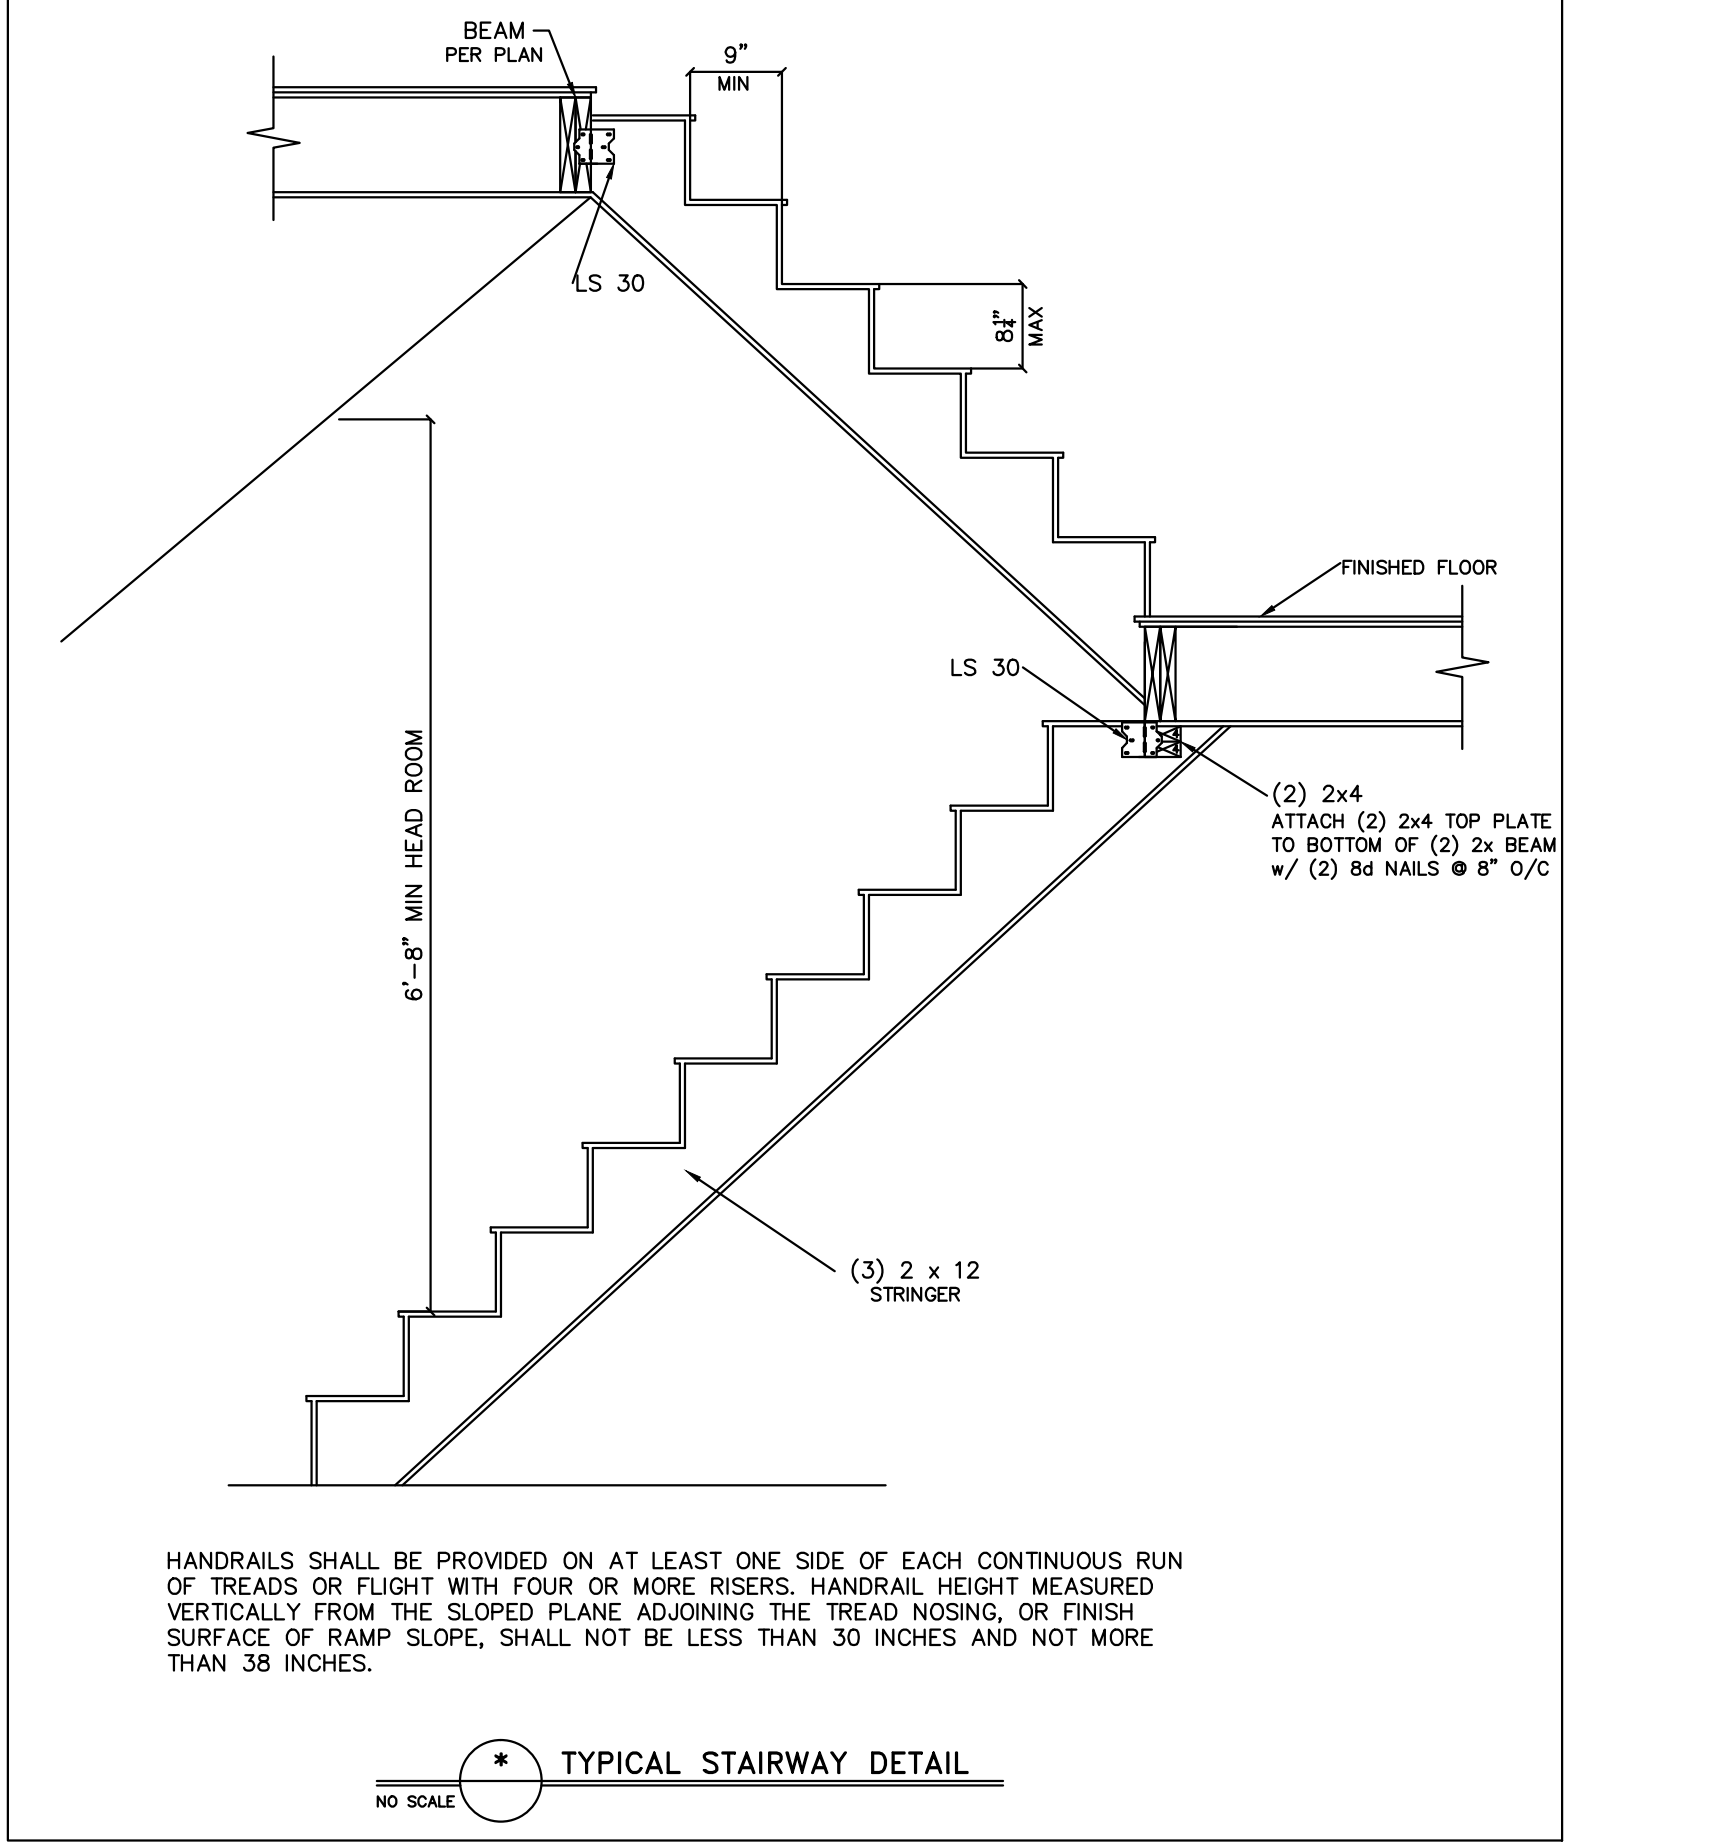 BEAM
PER PLAN
9”
MIN
LS 30
8 1/4”
MAX
FINISHED FLOOR
LS 30
6'-8” MIN HEAD ROOM
(2) 2x4
ATTACH (2) 2x4 TOP PLATE
TO BOTTOM OF (2) 2x BEAM
w/ (2) 8d NAILS @ 8” O/C
(3) 2 x 12
STRINGER
HANDRAILS SHALL BE PROVIDED ON AT LEAST ONE SIDE OF EACH CONTINUOUS RUN
OF TREADS OR FLIGHT WITH FOUR OR MORE RISERS. HANDRAIL HEIGHT MEASURED
VERTICALLY FROM THE SLOPED PLANE ADJOINING THE TREAD NOSING, OR FINISH
SURFACE OF RAMP SLOPE, SHALL NOT BE LESS THAN 30 INCHES AND NOT MORE
THAN 38 INCHES.
* TYPICAL STAIRWAY DETAIL
NO SCALE